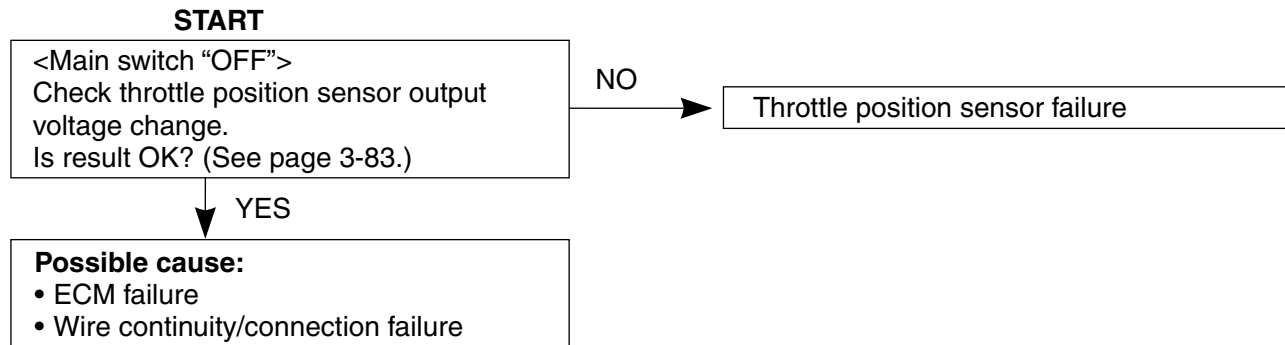 START
<Main switch “OFF”>
Check throttle position sensor output
voltage change.
Is result OK? (See page 3-83.)
NO
Throttle position sensor failure
YES
Possible cause:
• ECM failure
• Wire continuity/connection failure